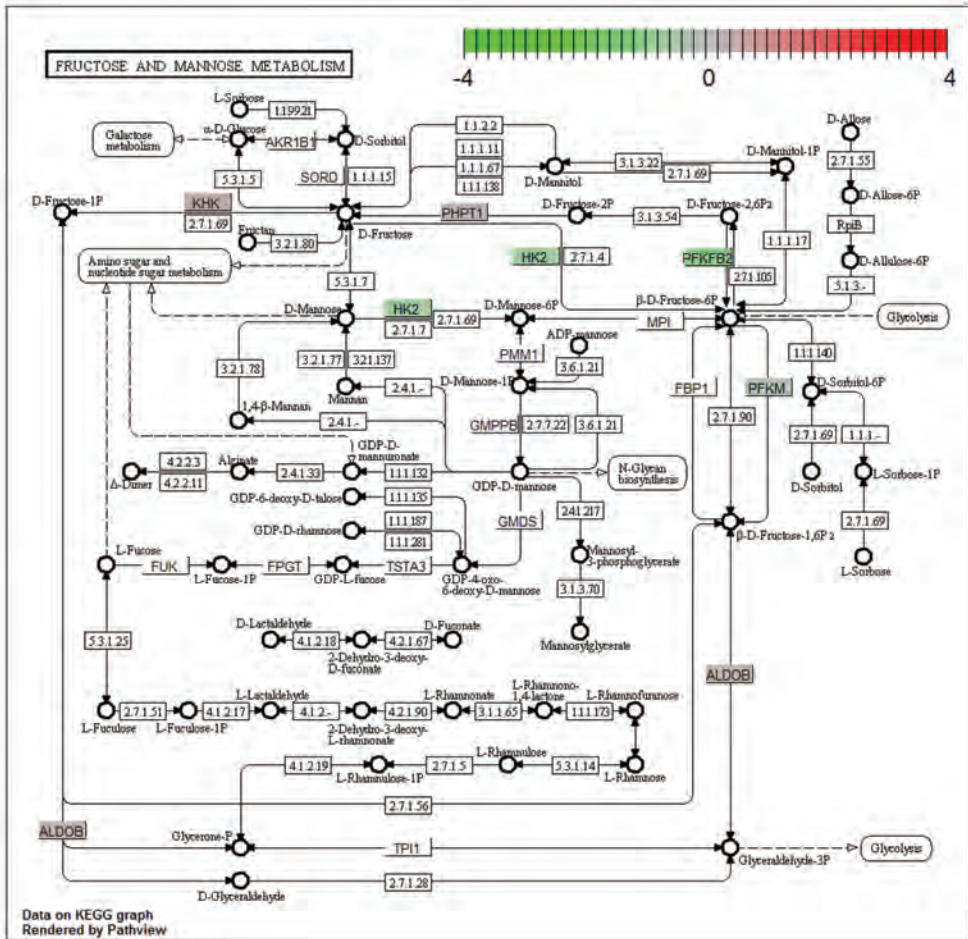 -4
0
4
FRUCTOSE AND MANNOSE METABOLISM
L-Sorbose
1.1.99.21
Galactose
metabolism
α-D-Glucose
AKR1B1
D-Sorbitol
1.1.2.2
1.1.1.11
1.1.1.67
1.1.1.138
D-Mannitol
3.1.3.22
2.7.1.69
D-Mannitol-1P
D-Allose
2.7.1.55
D-Allose-6P
RpiB
D-Allulose-6P
5.1.3.-
5.3.1.5
SORD
1.1.1.15
D-Fructose-1P
KHK
2.7.1.69
PHPT1
D-Fructose-2P
3.1.3.54
D-Fructose-2,6P2
1.1.1.17
Fructan
3.2.1.80
D-Fructose
HK2
2.7.1.4
PFKFB2
2.7.1.105
Amino sugar and
nucleotide sugar metabolism
5.3.1.7
D-Mannose
HK2
2.7.1.7
2.7.1.69
D-Mannose-6P
MPI
β-D-Fructose-6P
Glycolysis
3.2.1.78
3.2.1.77
3.2.1.137
Mannan
PMM1
ADP-mannose
3.6.1.21
D-Mannose-1P
FBP1
PFKM
2.7.1.90
1.1.1.140
D-Sorbitol-6P
1,4-β-Mannan
2.4.1.-
2.4.1.-
GMPPB
2.7.7.22
3.6.1.21
2.7.1.69
D-Sorbitol
1.1.1.-
L-Sorbose-1P
2.7.1.69
L-Sorbose
Δ-Dimer
4.2.2.3
4.2.2.11
Alginate
2.4.1.33
GDP-D-
mannuronate
1.1.1.132
GDP-D-mannose
N-Glycan
biosynthesis
GDP-6-deoxy-D-talose
1.1.1.135
GDP-D-rhamnose
1.1.1.187
1.1.1.281
GMDS
2.4.1.217
β-D-Fructose-1,6P2
L-Fucose
FUK
L-Fucose-1P
FPGT
GDP-L-fucose
TSTA3
GDP-4-oxo-
6-deoxy-D-mannose
Mannosyl-
3-phosphoglycerate
3.1.3.70
Mannosylglycerate
5.3.1.25
D-Lactaldehyde
4.1.2.18
2-Dehydro-3-deoxy-
D-fuconate
4.2.1.67
D-Fuconate
ALDOB
L-Fuculose
2.7.1.51
L-Fuculose-1P
4.1.2.17
L-Lactaldehyde
4.1.2.-
2-Dehydro-3-deoxy-
L-rhamnonate
4.2.1.90
L-Rhamnonate
3.1.1.65
L-Rhamnono-
1,4-lactone
1.1.1.173
L-Rhamnofuranose
4.1.2.19
L-Rhamnulose-1P
2.7.1.5
L-Rhamnulose
5.3.1.14
L-Rhamnose
2.7.1.56
ALDOB
Glycerone-P
TPI1
Glyceraldehyde-3P
Glycolysis
D-Glyceraldehyde
2.7.1.28
Data on KEGG graph
Rendered by Pathview